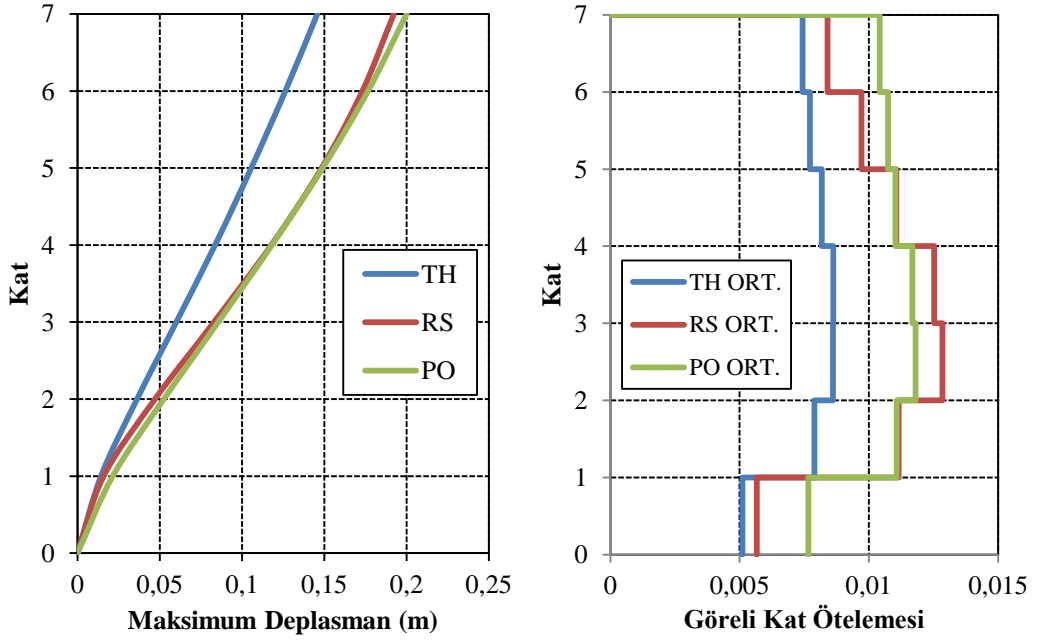 7
6
5
4
3
2
1
0
Kat
TH
RS
PO
0
0,05
0,1
0,15
0,2
0,25
Maksimum Deplasman (m)
7
6
5
4
3
2
1
0
Kat
TH ORT.
RS ORT.
PO ORT.
0
0,005
0,01
0,015
Göreli Kat Ötelemesi